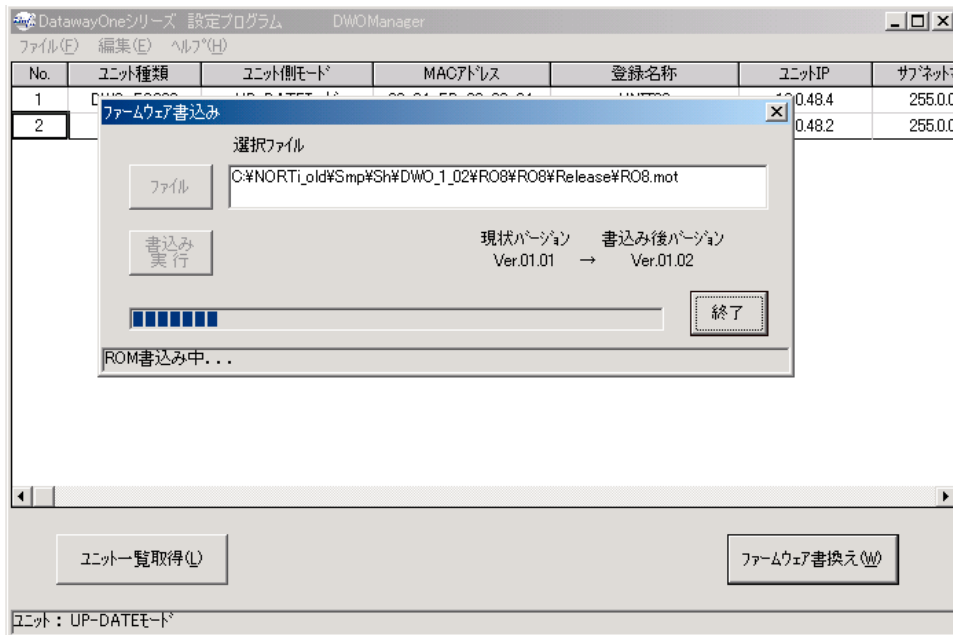 DatawayOneシリーズ 設定プログラム DWOManager
ファイル(F) 編集(E) ヘルプ(H)
No. ユニット種類 ユニット側モード MACアドレス 登録名称 ユニットIP サブネット
1 0.48.4 255.0.0
2 0.48.2 255.0.0
ファームウェア書込み
選択ファイル
ファイル
C:¥NORTi_old¥Smp¥Sh¥DWO_1_02¥RO8¥RO8¥Release¥RO8.mot
書込み
実行
現状バージョン 書込み後バージョン
Ver.01.01 → Ver.01.02
終了
ROM書込み中...
ユニット一覧取得(L)
ファームウェア書換え(W)
ユニット : UP-DATEモード